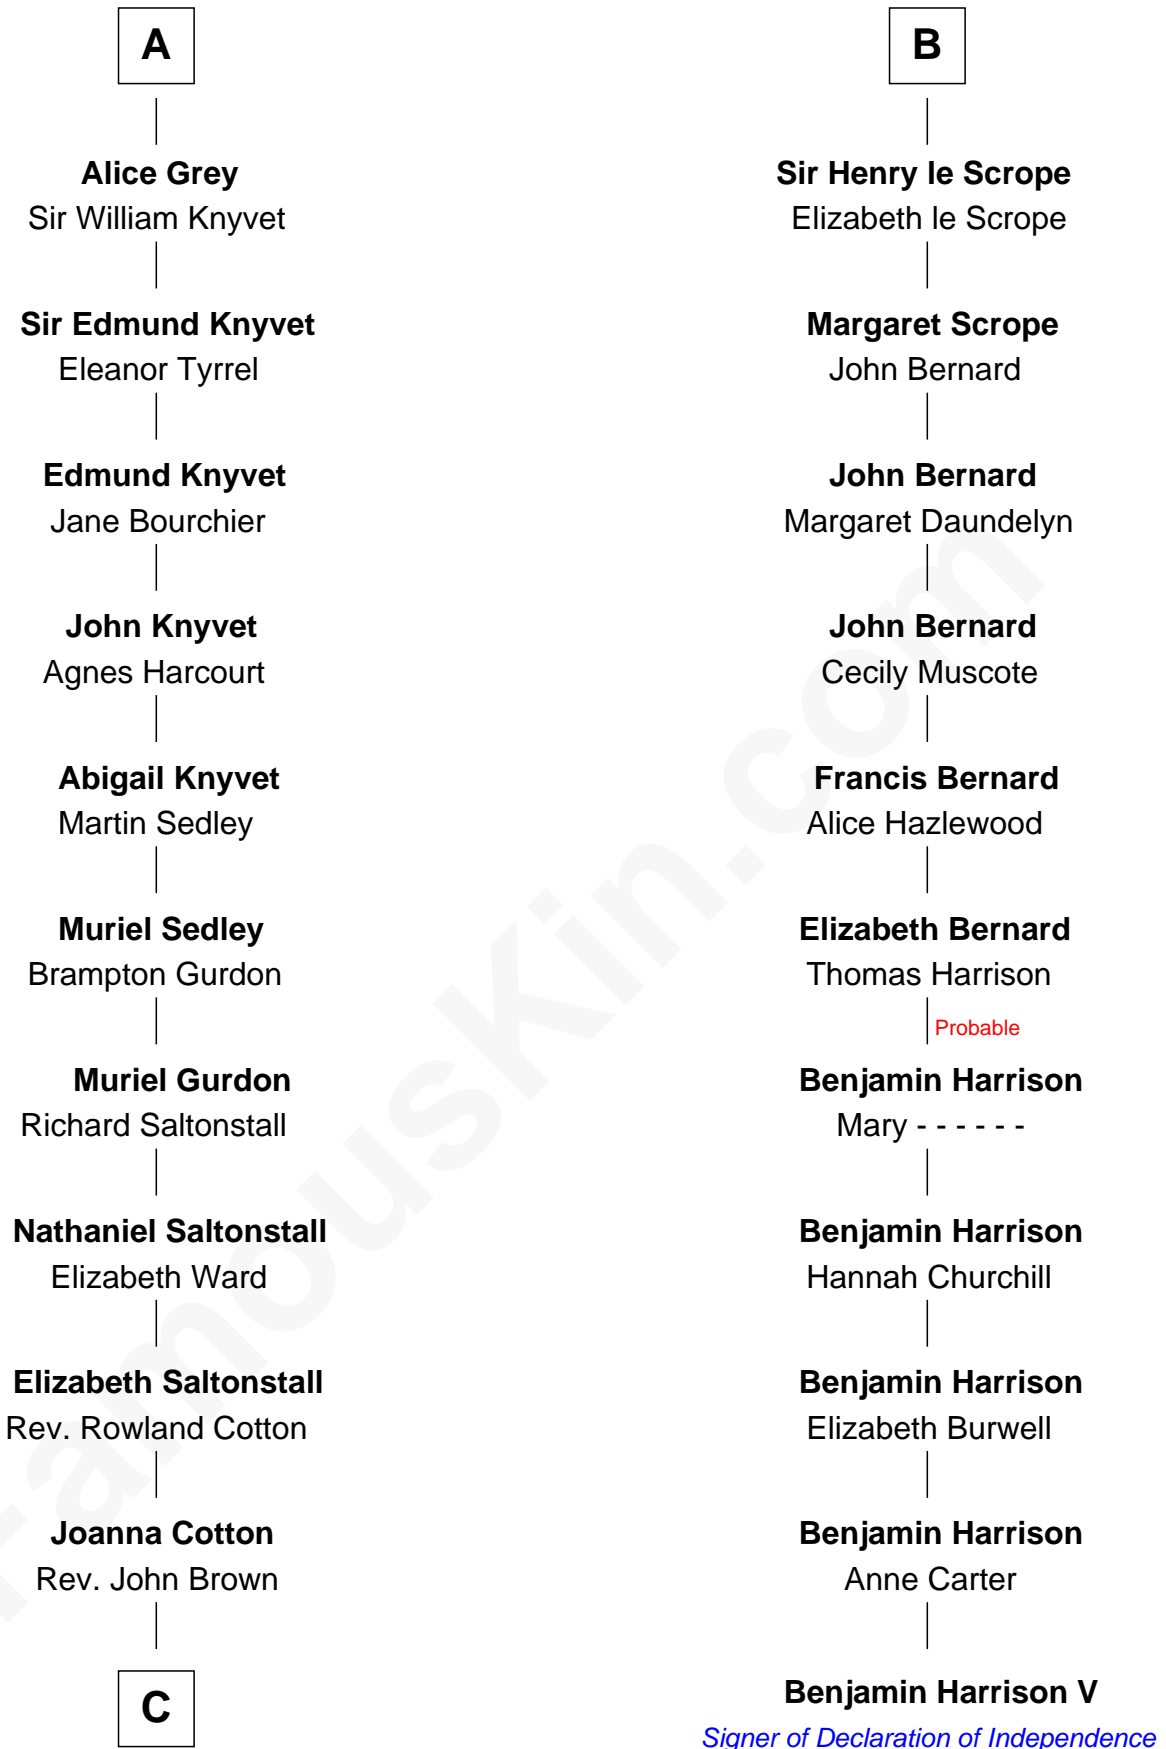 A
Alice Grey
Sir William Knyvet
Sir Edmund Knyvet
Eleanor Tyrrel
Edmund Knyvet
Jane Bourchier
John Knyvet
Agnes Harcourt
Abigail Knyvet
Martin Sedley
Muriel Sedley
Brampton Gurdon
Muriel Gurdon
Richard Saltonstall
Nathaniel Saltonstall
Elizabeth Ward
Elizabeth Saltonstall
Rev. Rowland Cotton
Joanna Cotton
Rev. John Brown
C
B
Sir Henry le Scrope
Elizabeth le Scrope
Margaret Scrope
John Bernard
John Bernard
Margaret Daundelyn
John Bernard
Cecily Muscote
Francis Bernard
Alice Hazlewood
Elizabeth Bernard
Thomas Harrison
Probable
Benjamin Harrison
Mary - - - - - -
Benjamin Harrison
Hannah Churchill
Benjamin Harrison
Elizabeth Burwell
Benjamin Harrison
Anne Carter
Benjamin Harrison V
Signer of Declaration of Independence
FamousKin.com